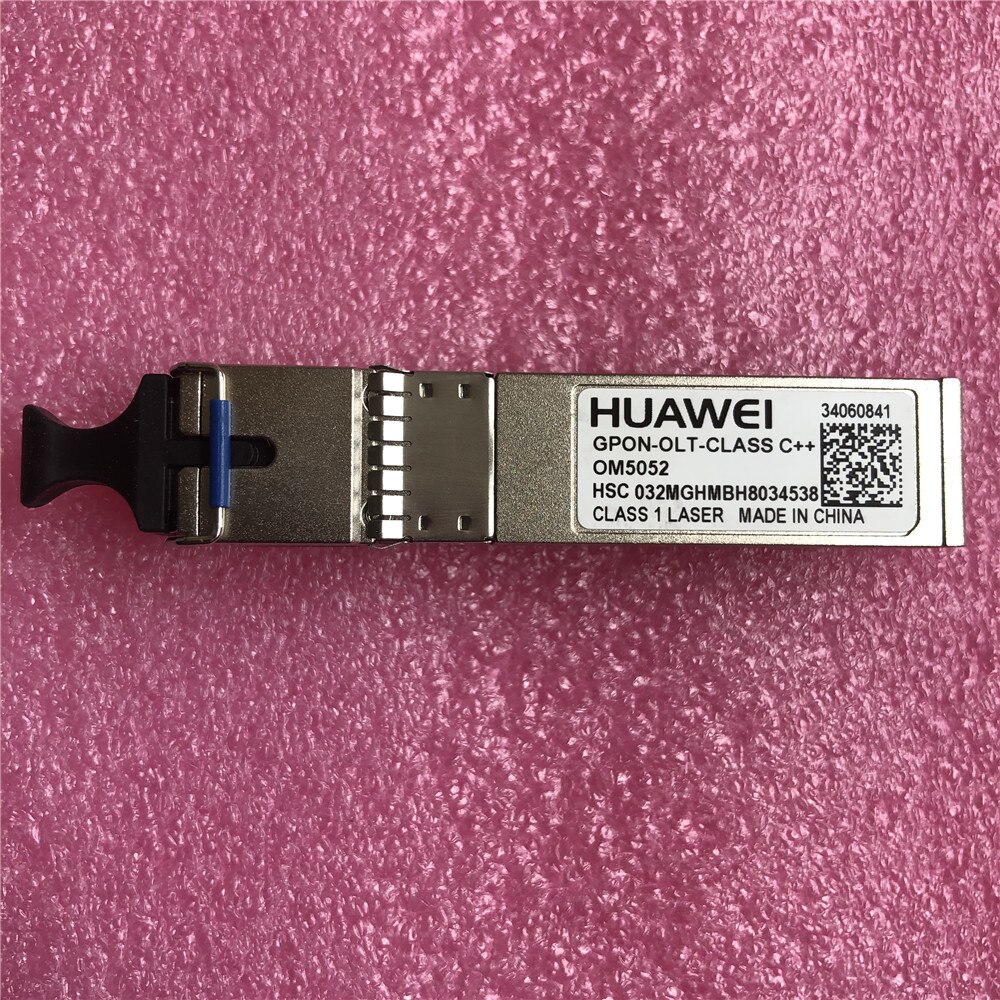 HUAWEI 34060841
GPON-OLT-CLASS C++
OM5052
HSC 032MGHMBH8034538
CLASS 1 LASER MADE IN CHINA